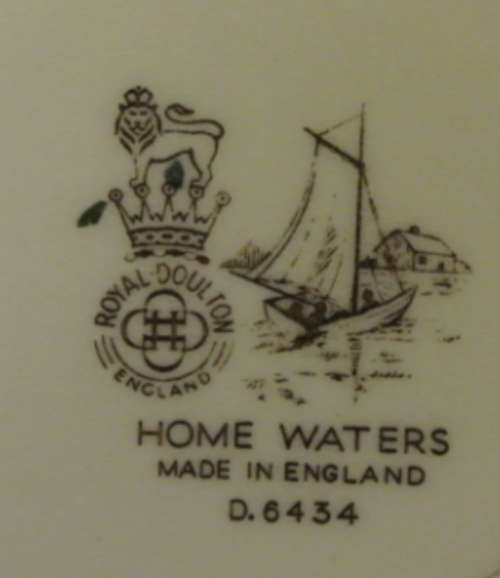 ROYAL DOULTON
ENGLAND
HOME WATERS
MADE IN ENGLAND
D.6434